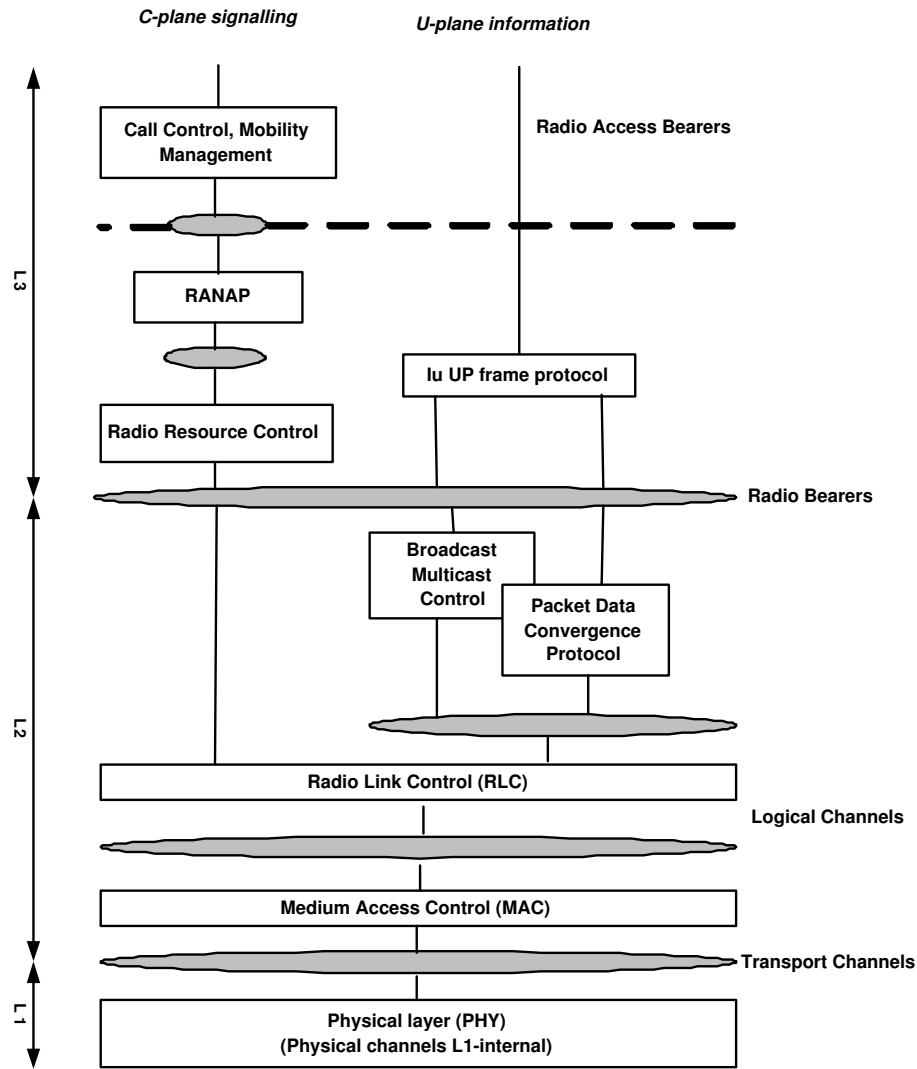 C-plane signalling
U-plane information
Call Control, Mobility
Management
Radio Access Bearers
L3
RANAP
Iu UP frame protocol
Radio Resource Control
Radio Bearers
Broadcast
Multicast
Control
Packet Data
Convergence
Protocol
L2
Radio Link Control (RLC)
Logical Channels
Medium Access Control (MAC)
Transport Channels
L1
Physical layer (PHY)
(Physical channels L1-internal)